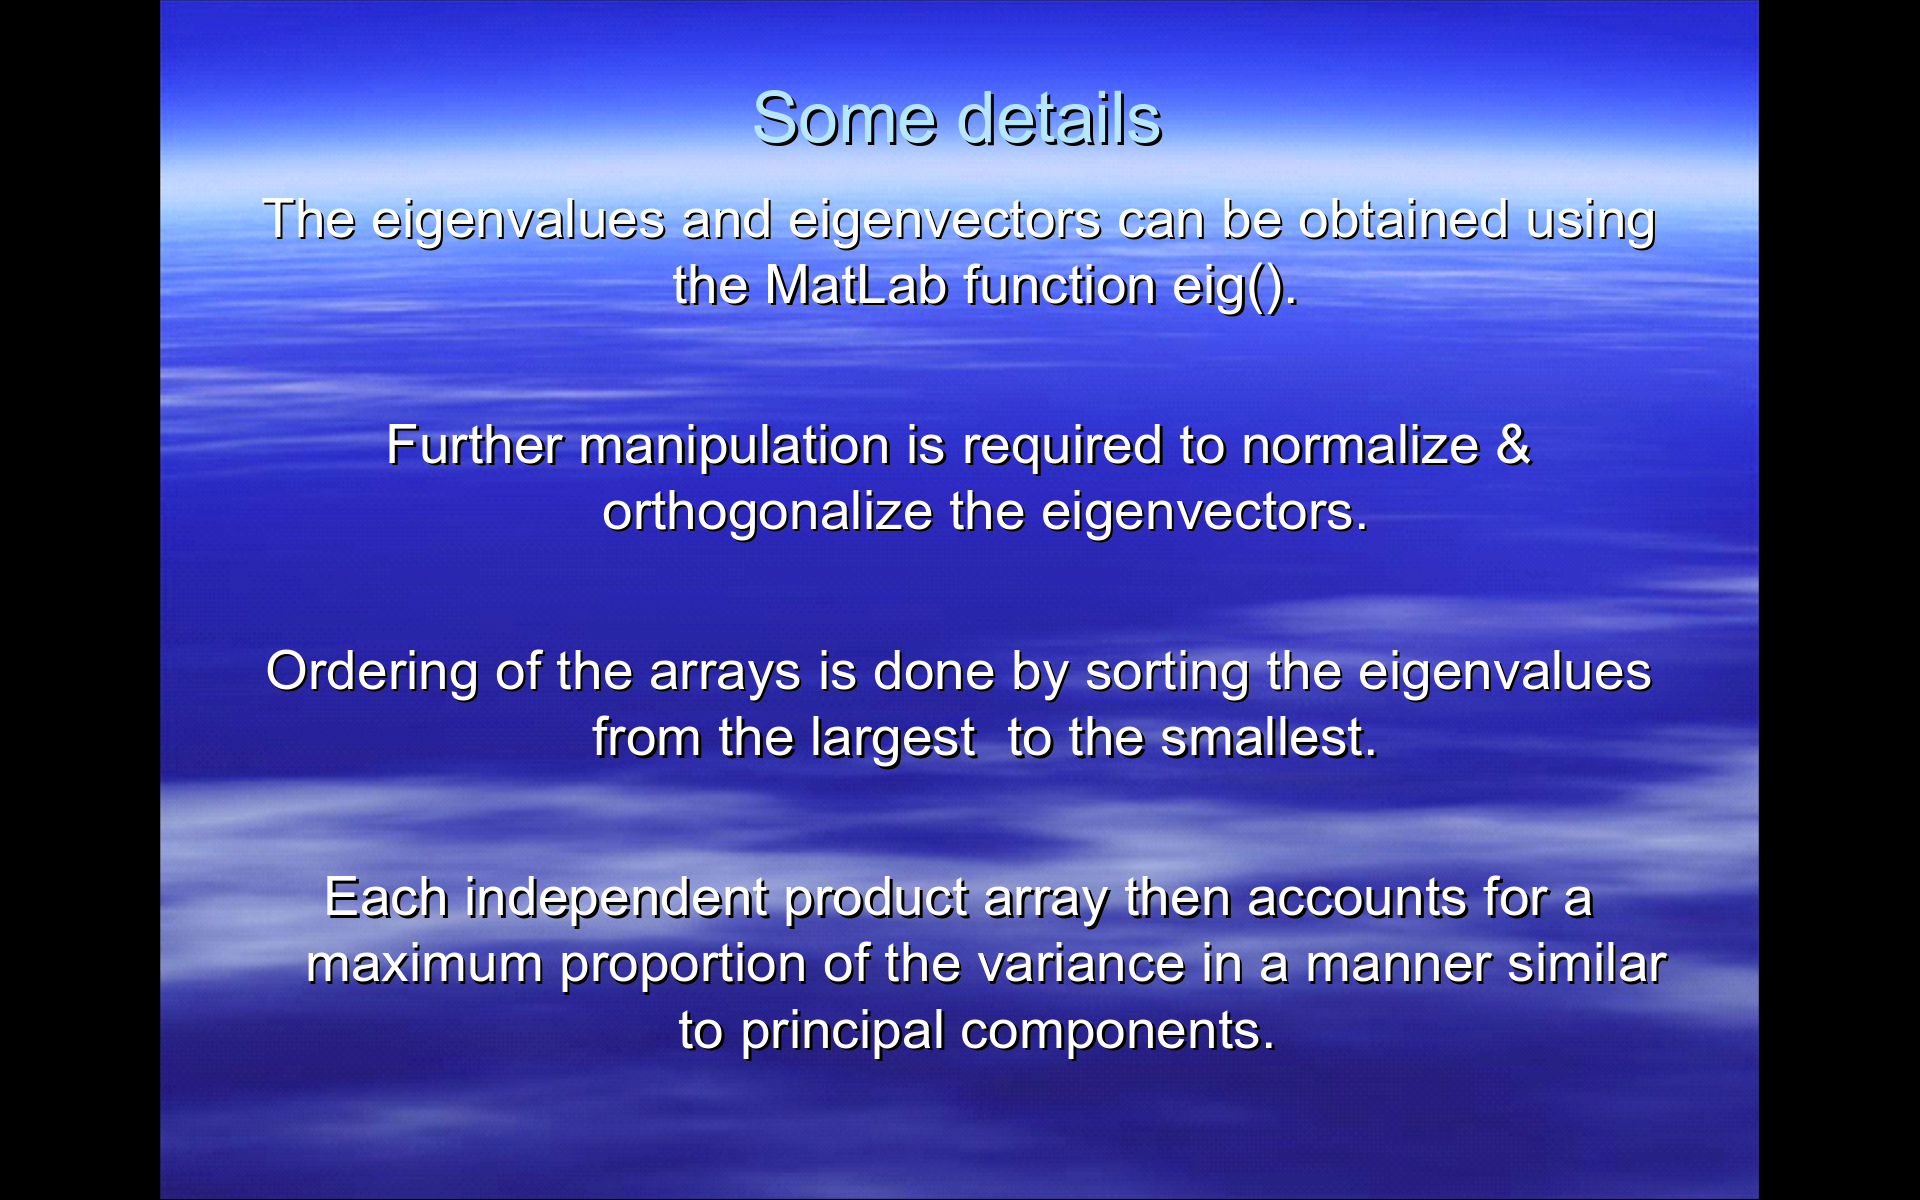 Some details
The eigenvalues and eigenvectors can be obtained using
the MatLab function eig().
Further manipulation is required to normalize &
orthogonalize the eigenvectors.
Ordering of the arrays is done by sorting the eigenvalues
from the largest  to the smallest.
Each independent product array then accounts for a
maximum proportion of the variance in a manner similar
to principal components.